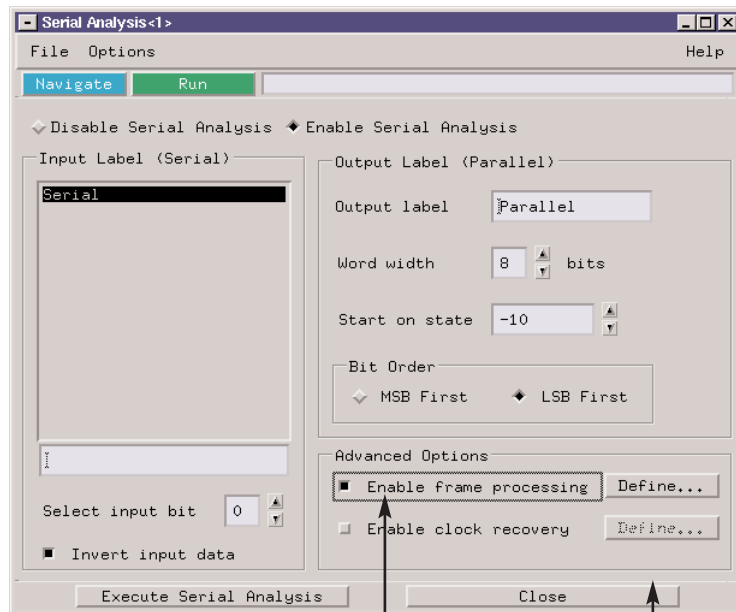 Serial Analysis<1>
File Options Help
Navigate Run
Disable Serial Analysis Enable Serial Analysis
Input Label (Serial)
Serial
Select input bit 0
Invert input data
Output Label (Parallel)
Output label Parallel
Word width 8 bits
Start on state -10
Bit Order
MSB First LSB First
Advanced Options
Enable frame processing Define...
Enable clock recovery Define...
Execute Serial Analysis Close